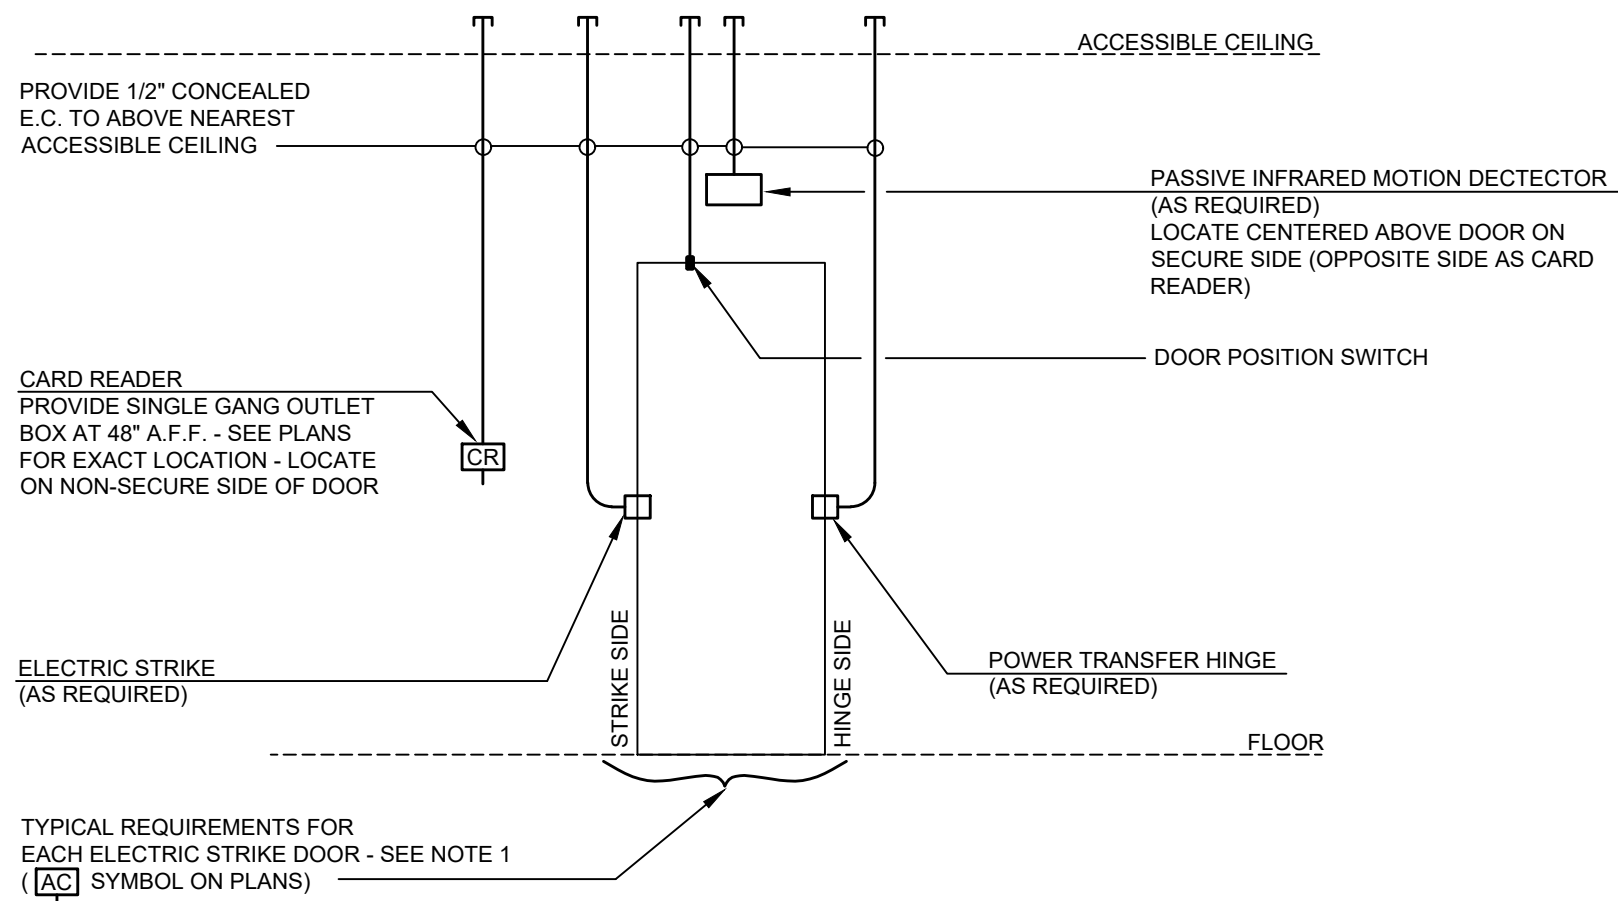 ACCESSIBLE CEILING
PROVIDE 1/2" CONCEALED
E.C. TO ABOVE NEAREST
ACCESSIBLE CEILING
PASSIVE INFRARED MOTION DECTECTOR
(AS REQUIRED)
LOCATE CENTERED ABOVE DOOR ON
SECURE SIDE (OPPOSITE SIDE AS CARD
READER)
DOOR POSITION SWITCH
CARD READER
PROVIDE SINGLE GANG OUTLET
BOX AT 48" A.F.F. - SEE PLANS
FOR EXACT LOCATION - LOCATE
ON NON-SECURE SIDE OF DOOR
CR
ELECTRIC STRIKE
(AS REQUIRED)
STRIKE SIDE
HINGE SIDE
POWER TRANSFER HINGE
(AS REQUIRED)
FLOOR
TYPICAL REQUIREMENTS FOR
EACH ELECTRIC STRIKE DOOR - SEE NOTE 1
( AC SYMBOL ON PLANS)